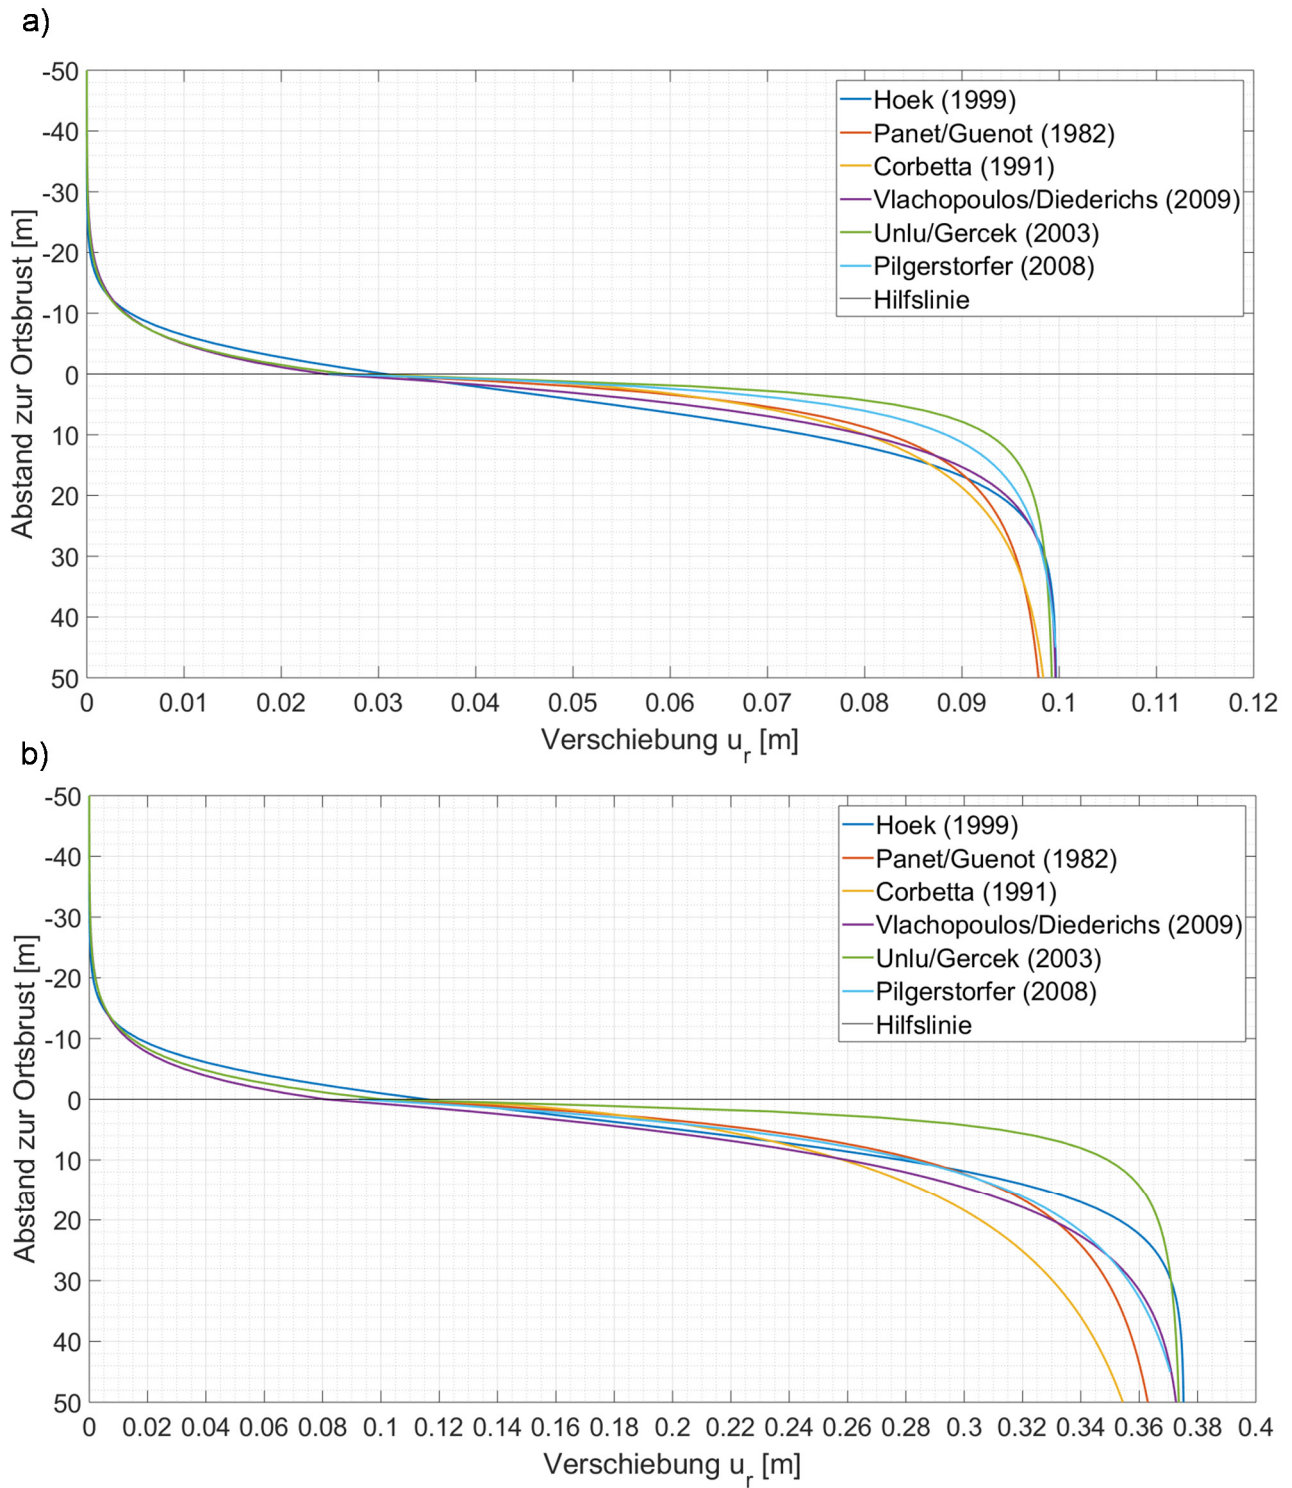 a)
-50
-40
-30
-20
-10
0
10
20
30
40
50
Abstand zur Ortsbrust [m]
Hoek (1999)
Panet/Guenot (1982)
Corbetta (1991)
Vlachopoulos/Diederichs (2009)
Unlu/Gercek (2003)
Pilgerstorfer (2008)
Hilfslinie
0 0.01 0.02 0.03 0.04 0.05 0.06 0.07 0.08 0.09 0.1 0.11 0.12
Verschiebung u_r [m]
b)
-50
-40
-30
-20
-10
0
10
20
30
40
50
Abstand zur Ortsbrust [m]
Hoek (1999)
Panet/Guenot (1982)
Corbetta (1991)
Vlachopoulos/Diederichs (2009)
Unlu/Gercek (2003)
Pilgerstorfer (2008)
Hilfslinie
0 0.02 0.04 0.06 0.08 0.1 0.12 0.14 0.16 0.18 0.2 0.22 0.24 0.26 0.28 0.3 0.32 0.34 0.36 0.38 0.4
Verschiebung u_r [m]